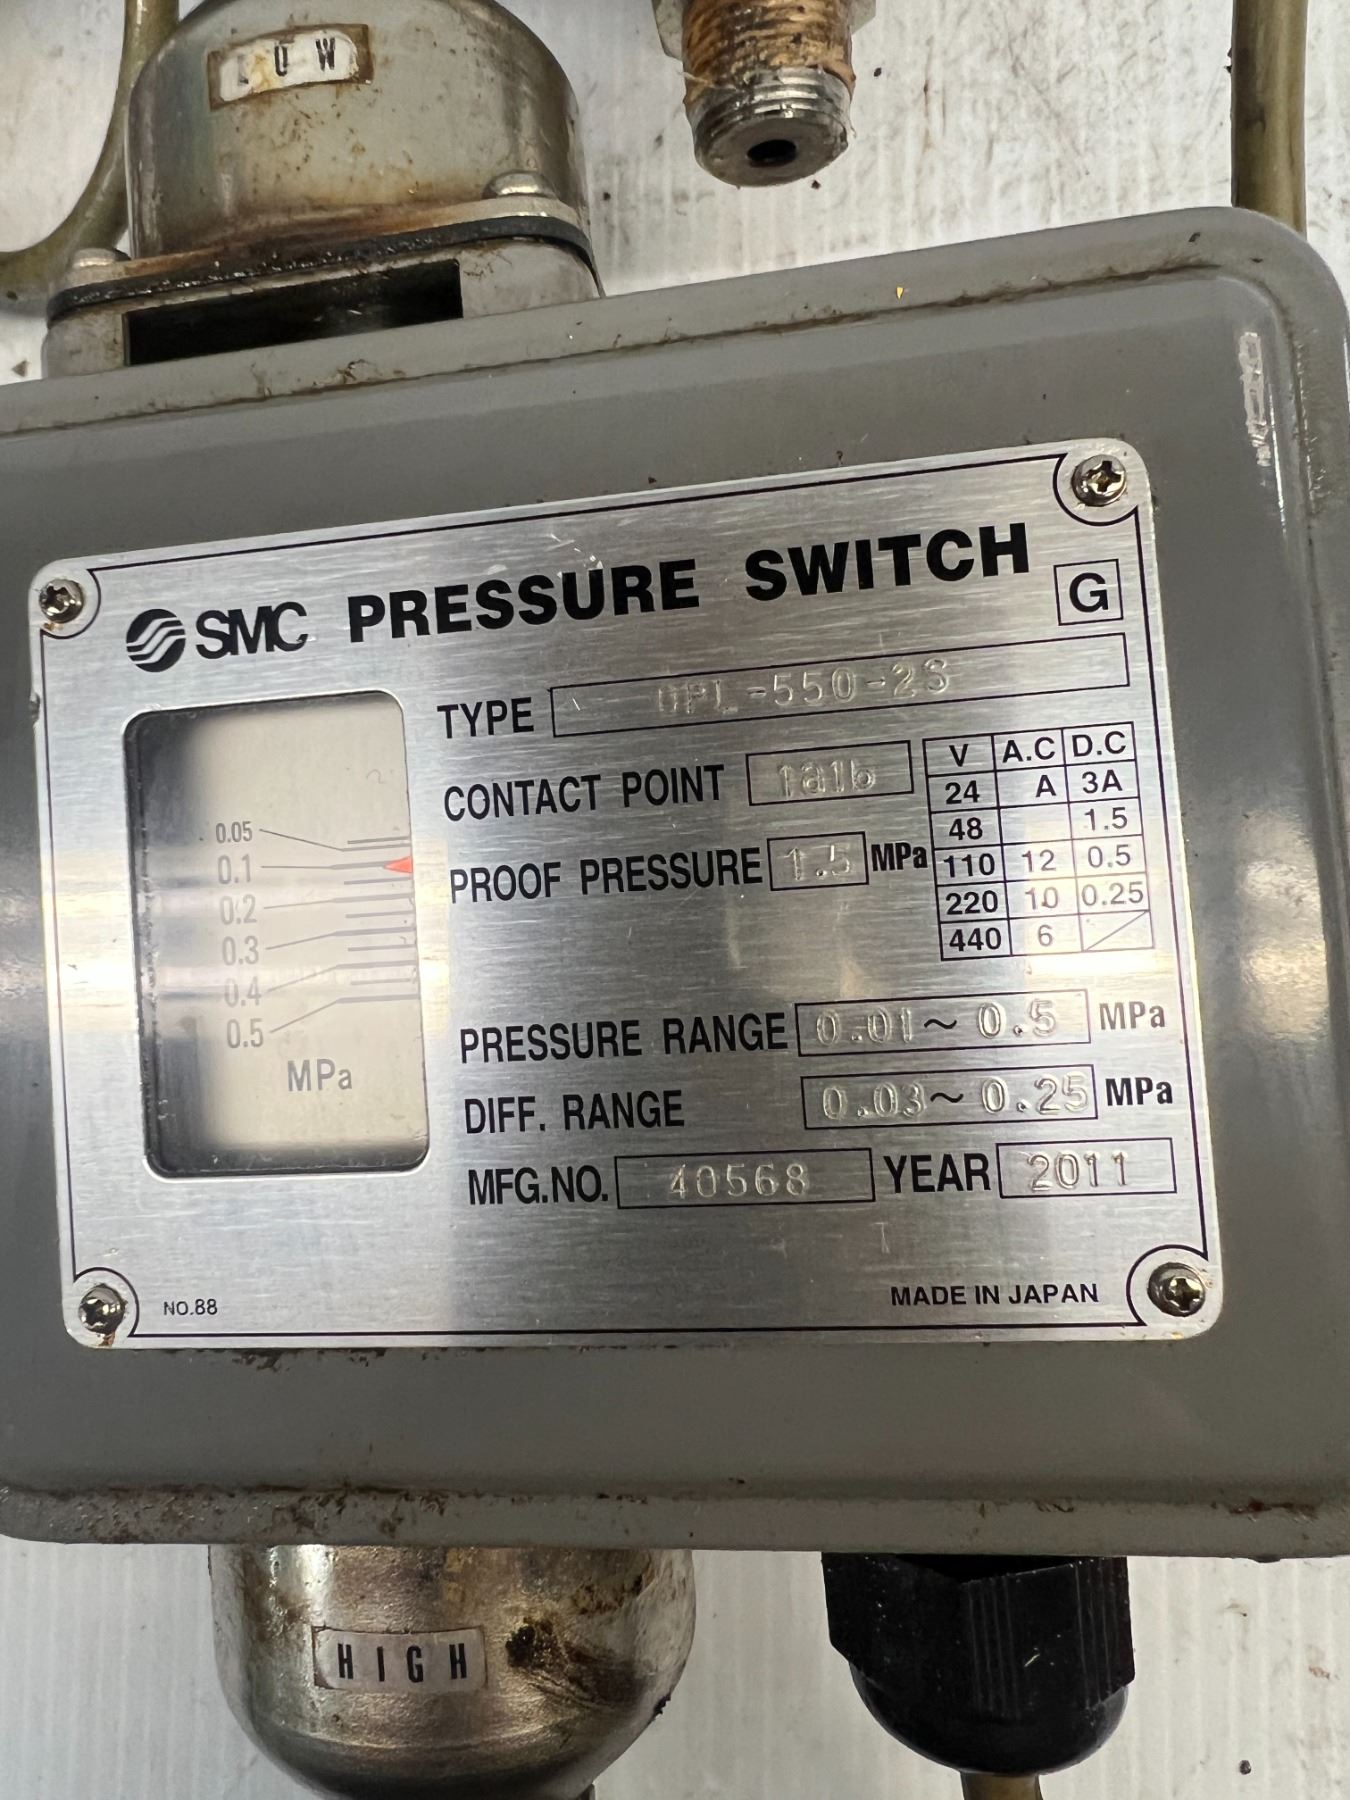 LOW
SMC PRESSURE SWITCH
G
TYPE DPL-550-2S
CONTACT POINT 1a1b
PROOF PRESSURE 1.5 MPa
V A.C D.C
24 A 3A
48 1.5
110 12 0.5
220 10 0.25
440 6
0.05
0.1
0.2
0.3
0.4
0.5
MPa
PRESSURE RANGE 0.01~0.5 MPa
DIFF. RANGE 0.03~0.25 MPa
MFG.NO. 40568 YEAR 2011
NO.88
MADE IN JAPAN
HIGH